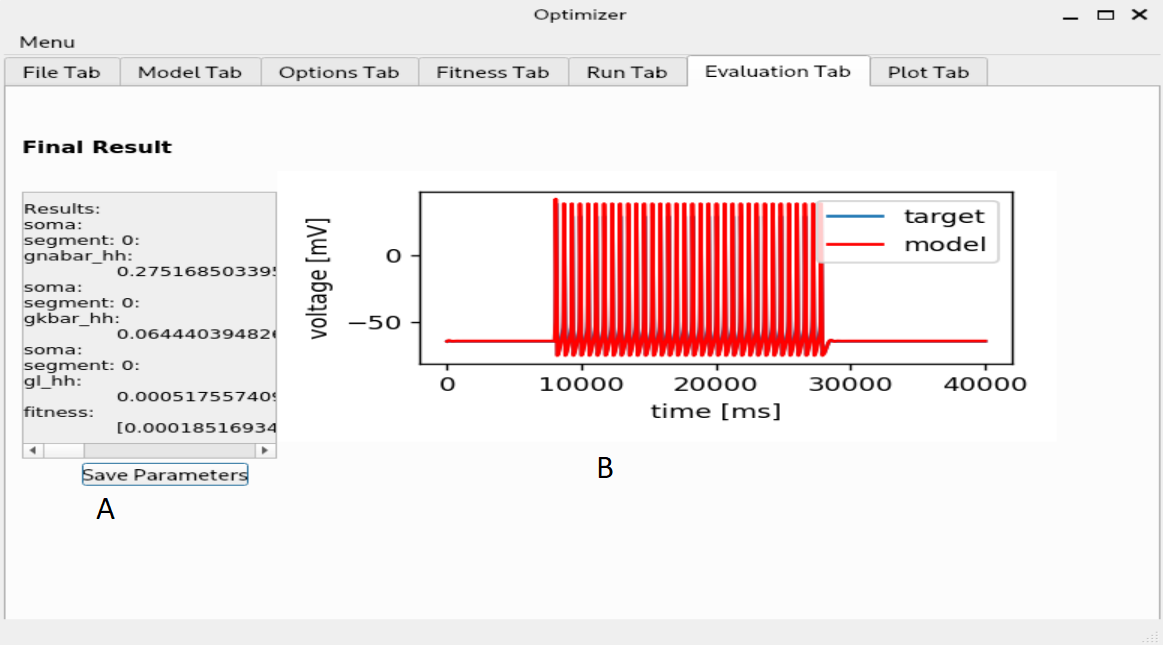 Optimizer
Menu
File Tab
Model Tab
Options Tab
Fitness Tab
Run Tab
Evaluation Tab
Plot Tab
Final Result
Results:
soma:
segment: 0:
gnabar_hh:
0.27516850339
soma:
segment: 0:
gkbar_hh:
0.06444039482
soma:
segment: 0:
gl_hh:
0.00051755740
fitness:
[0.00018516934
Save Parameters
A
voltage [mV]
0
−50
target
model
0
10000
20000
30000
40000
time [ms]
B